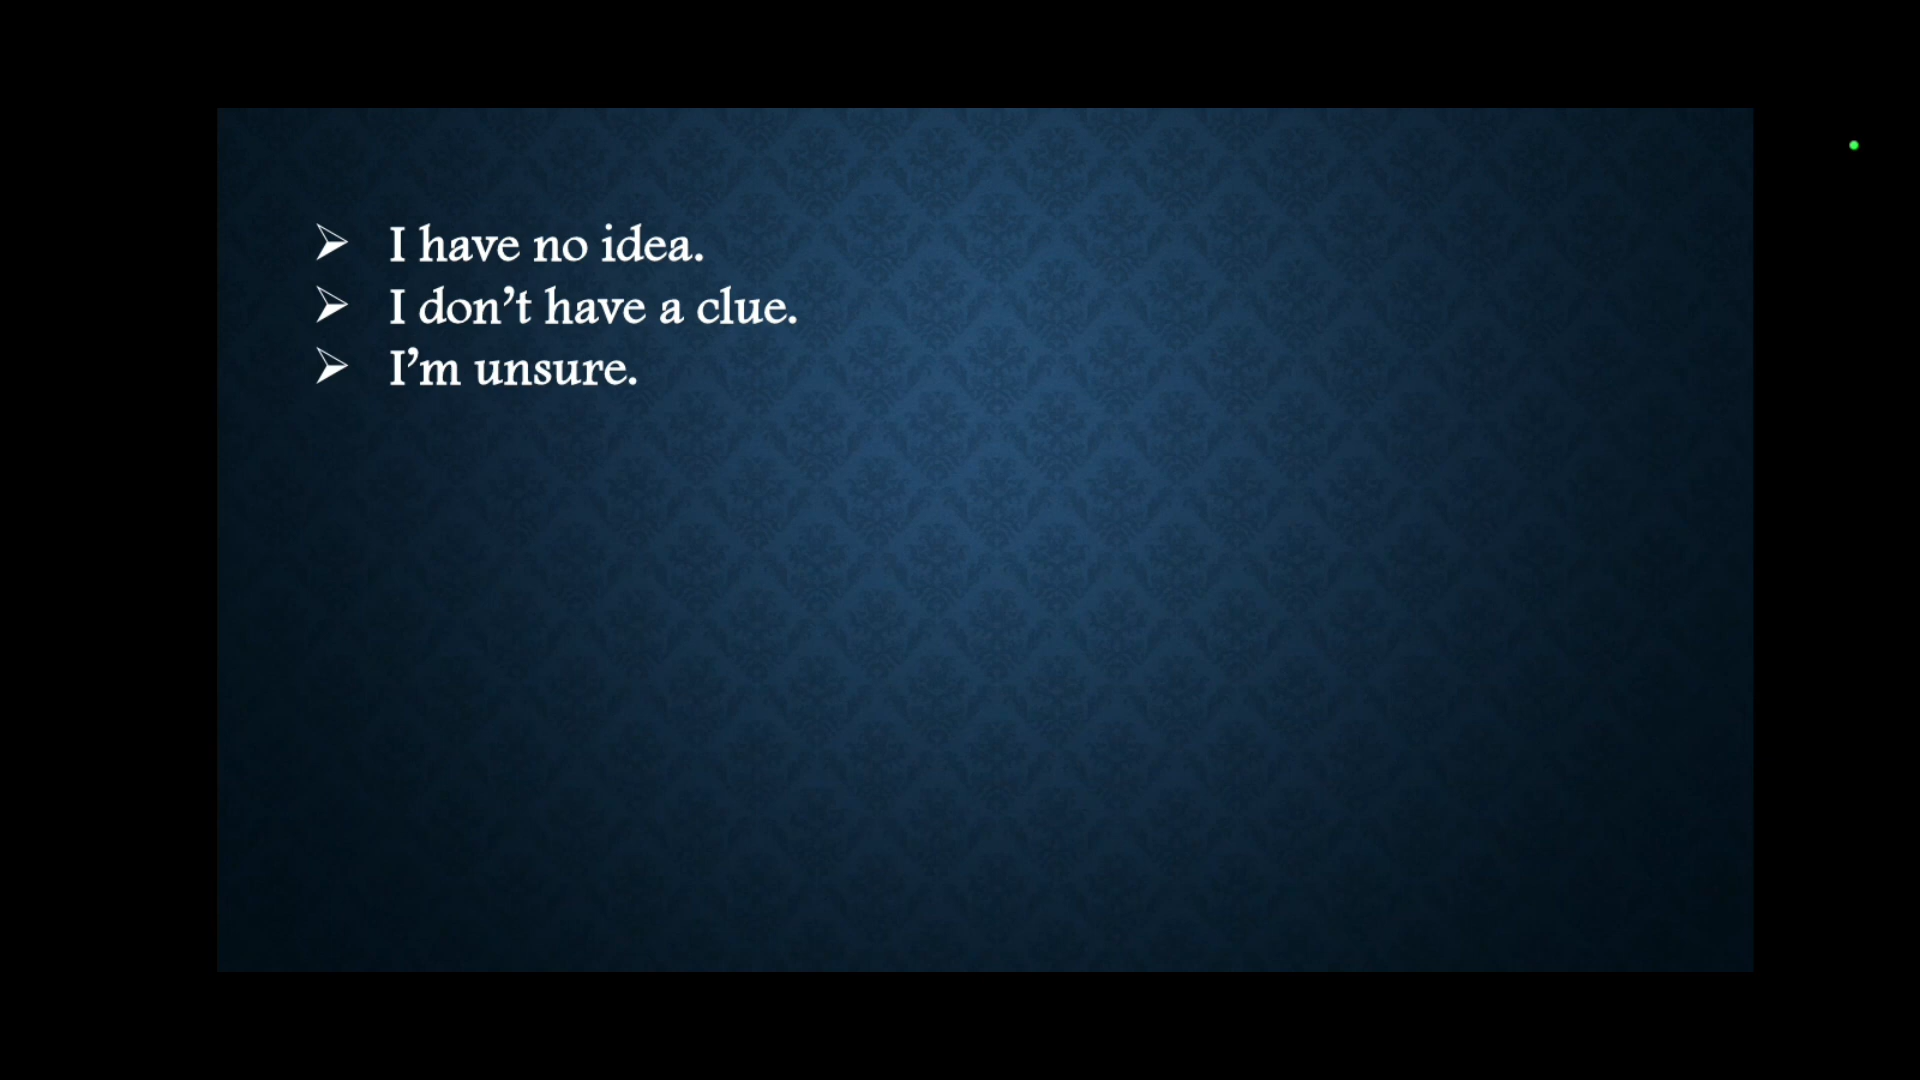 I have no idea.
I don’t have a clue.
I’m unsure.